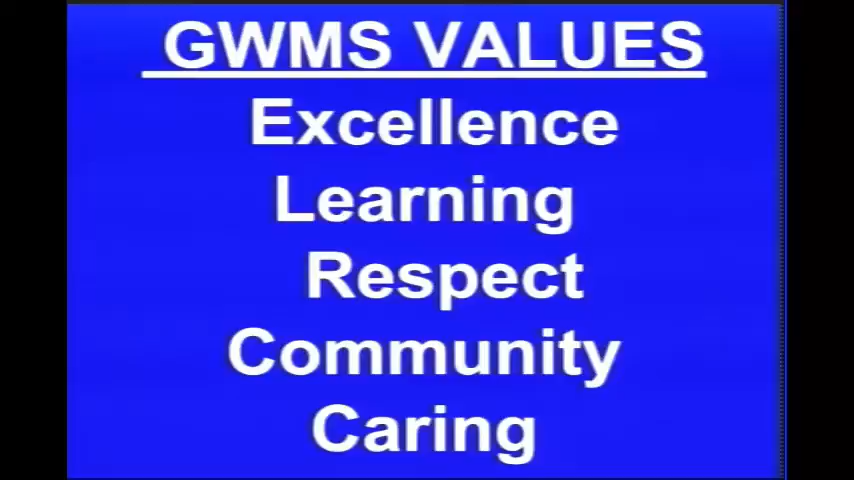 GWMS VALUES
Excellence
Learning
Respect
Community
Caring